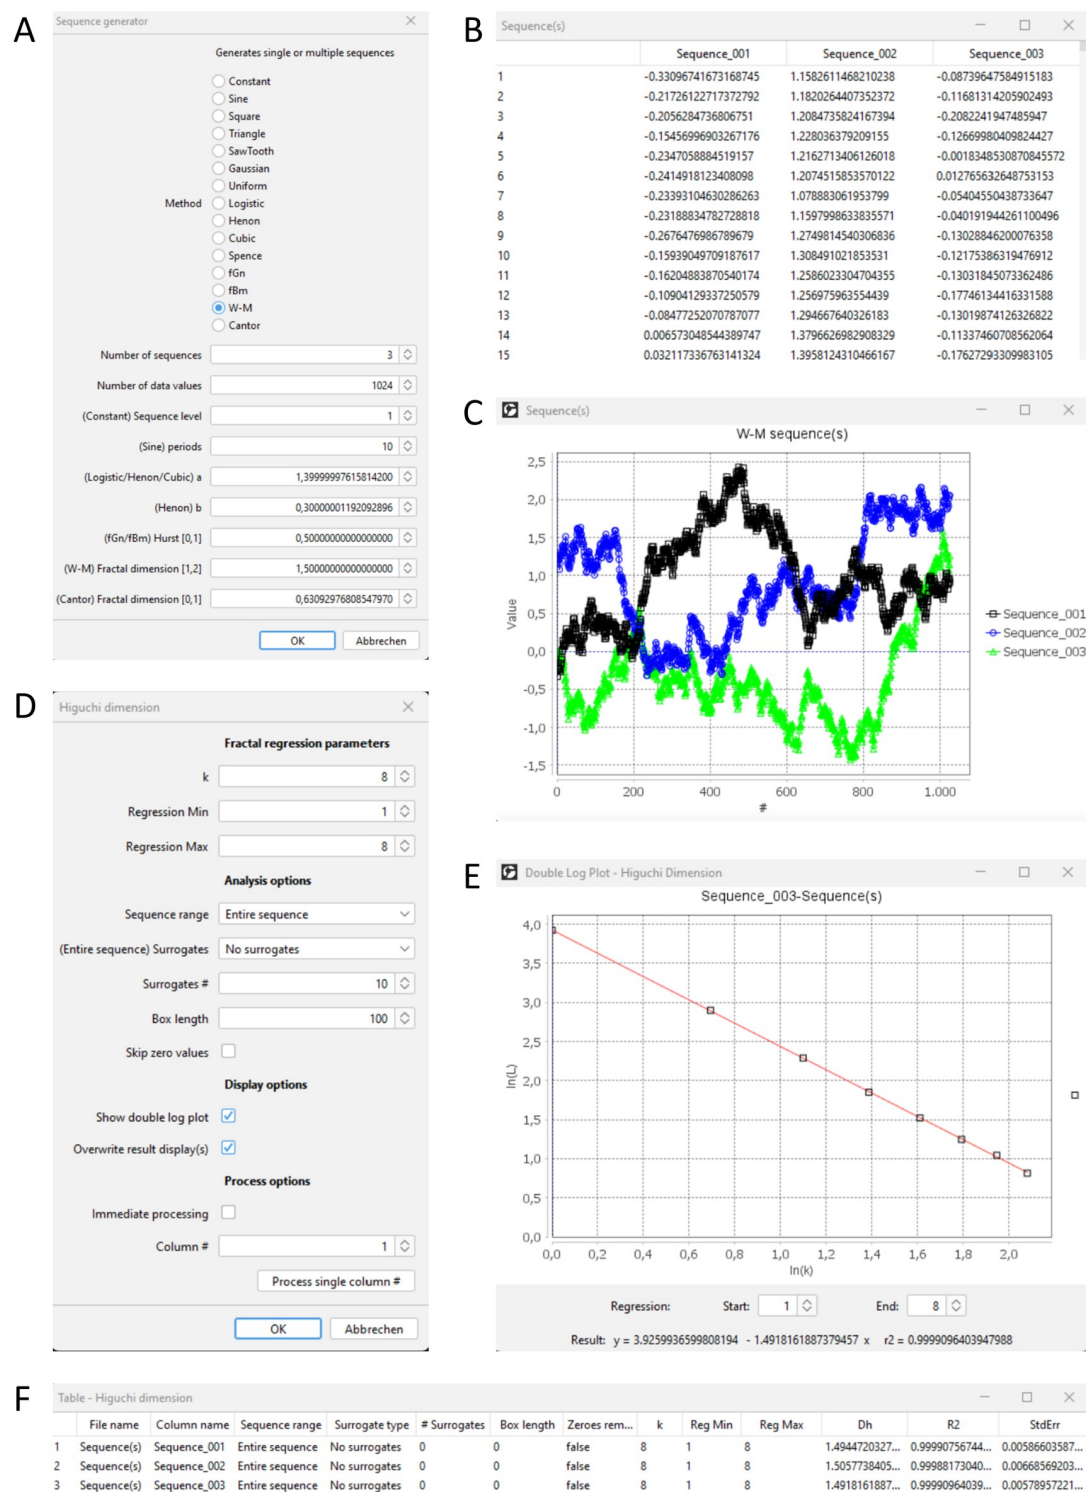 A
Sequence generator
Generates single or multiple sequences
Method
Constant
Sine
Square
Triangle
SawTooth
Gaussian
Uniform
Logistic
Henon
Cubic
Spence
fGn
fBm
W-M
Cantor
Number of sequences 3
Number of data values 1024
(Constant) Sequence level 1
(Sine) periods 10
(Logistic/Henon/Cubic) a 1,39999997615814200
(Henon) b 0,30000001192092896
(fGn/fBm) Hurst [0,1] 0,50000000000000000
(W-M) Fractal dimension [1,2] 1,50000000000000000
(Cantor) Fractal dimension [0,1] 0,63092976808547970
OK Abbrechen
B
Sequence(s)
Sequence_001 Sequence_002 Sequence_003
1 -0.33096741673168745 1.1582611468210238 -0.08739647584915183
2 -0.21726122717372792 1.1820264407352372 -0.11681314205902493
3 -0.2056284736806751 1.2084735824167394 -0.2082241947485947
4 -0.15456996903267176 1.228036379209155 -0.12669980409824427
5 -0.2347058884519157 1.2162713406126018 -0.0018348530870845572
6 -0.2414918123408098 1.2074515853570122 0.012765632648753153
7 -0.23393104630286263 1.078883061953799 -0.05404550438733647
8 -0.23188834782728818 1.1597998633835571 -0.040191944261100496
9 -0.2676476986789679 1.2749814540306836 -0.13028846200076358
10 -0.15939049709187617 1.308491021853531 -0.12175386319476912
11 -0.16204883870540174 1.2586023304704355 -0.13031845073362486
12 -0.10904129337250579 1.256975963554439 -0.17746134416331588
13 -0.08477252070787077 1.294667640326183 -0.13019874126326822
14 0.006573048544389747 1.3796626982908329 -0.11337460708562064
15 0.032117336763141324 1.3958124310466167 -0.17627293309983105
C
Sequence(s)
W-M sequence(s)
2,5
2,0
1,5
1,0
0,5
0,0
-0,5
-1,0
-1,5
Value
0 200 400 600 800 1.000
#
Sequence_001
Sequence_002
Sequence_003
D
Higuchi dimension
Fractal regression parameters
k 8
Regression Min 1
Regression Max 8
Analysis options
Sequence range Entire sequence
(Entire sequence) Surrogates No surrogates
Surrogates # 10
Box length 100
Skip zero values
Display options
Show double log plot
Overwrite result display(s)
Process options
Immediate processing
Column # 1
Process single column #
OK Abbrechen
E
Double Log Plot - Higuchi Dimension
Sequence_003-Sequence(s)
4,0
3,5
3,0
2,5
2,0
1,5
1,0
0,5
0,0
ln(L)
0,0 0,2 0,4 0,6 0,8 1,0 1,2 1,4 1,6 1,8 2,0
ln(k)
Regression: Start: 1 End: 8
Result: y = 3.9259936599808194 - 1.4918161887379457 x r2 = 0.9999096403947988
F
Table - Higuchi dimension
File name Column name Sequence range Surrogate type # Surrogates Box length Zeroes rem... k Reg Min Reg Max Dh R2 StdErr
1 Sequence(s) Sequence_001 Entire sequence No surrogates 0 0 false 8 1 8 1.4944720327... 0.99990756744... 0.00586603587...
2 Sequence(s) Sequence_002 Entire sequence No surrogates 0 0 false 8 1 8 1.5057738405... 0.99988173040... 0.00668569203...
3 Sequence(s) Sequence_003 Entire sequence No surrogates 0 0 false 8 1 8 1.4918161887... 0.99990964039... 0.00578957221...